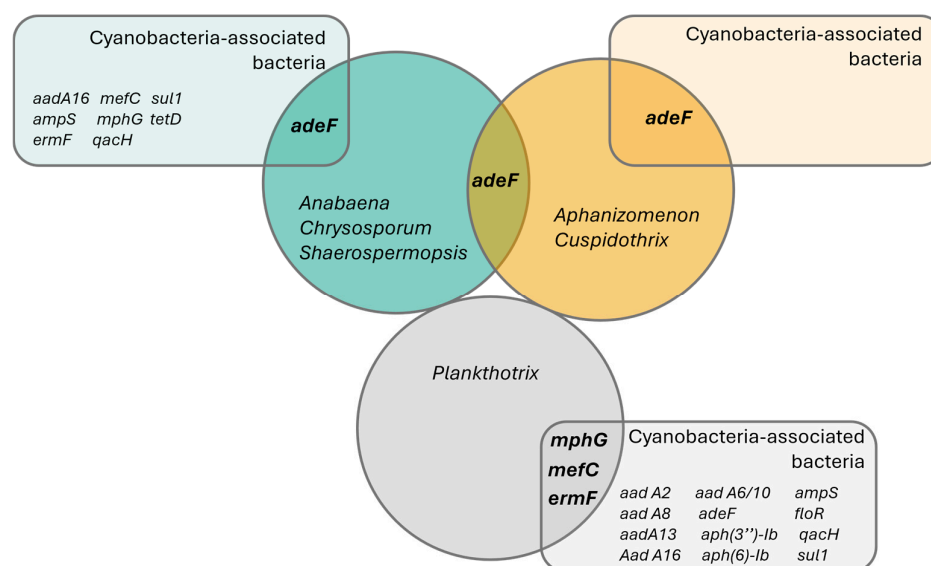 Cyanobacteria-associated
bacteria
aadA16 mefC sul1
ampS mphG tetD
ermF qacH
adeF
Cyanobacteria-associated
bacteria
adeF
adeF
Anabaena
Chrysosporum
Shaerospermopsis
Aphanizomenon
Cuspidothrix
Plankthotrix
mphG
mefC
ermF
Cyanobacteria-associated
bacteria
aad A2 aad A6/10 ampS
aad A8 adeF floR
aadA13 aph(3’’)-Ib qacH
Aad A16 aph(6)-Ib sul1